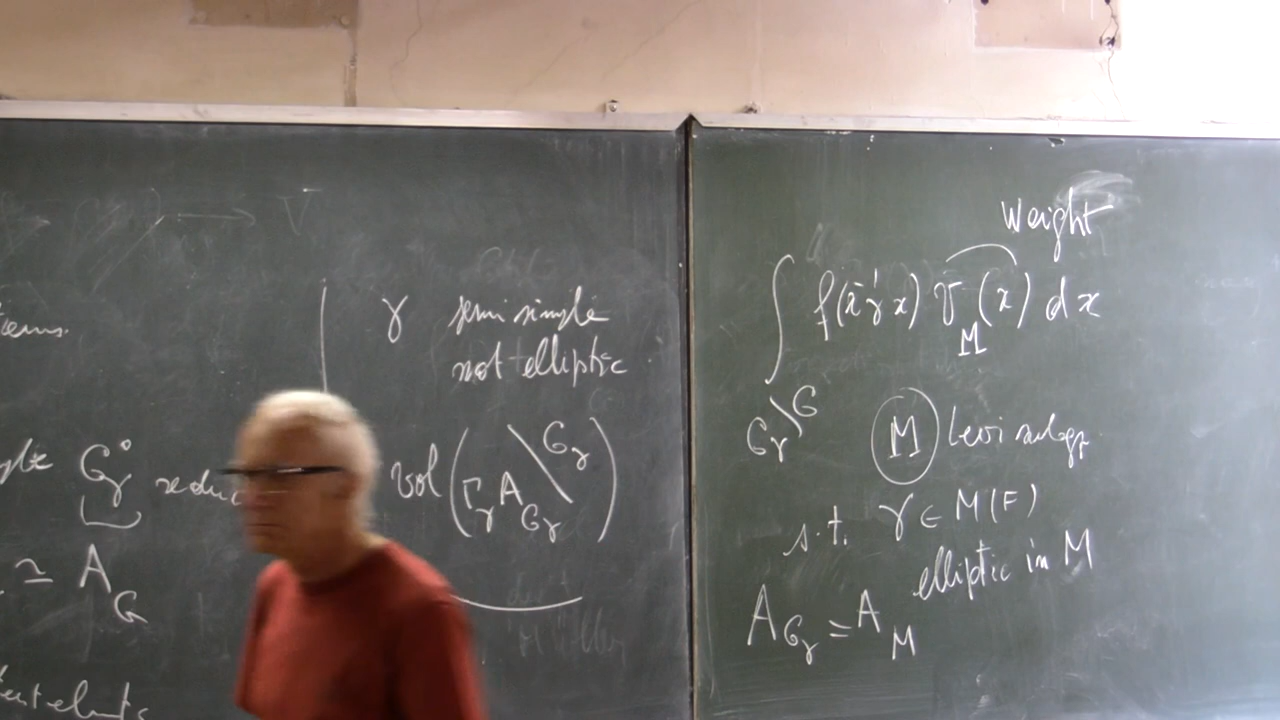 → V
γ semi simple
not elliptic
G_γ° reduc
vol(Γ_γ A_{G_γ} \ G_γ)
≃ A_G
Weight
∫_{G_γ\G} f(x⁻¹γx) v_M(x) dx
M Levi subgp
s.t. γ ∈ M(F)
elliptic in M
A_{G_γ} = A_M